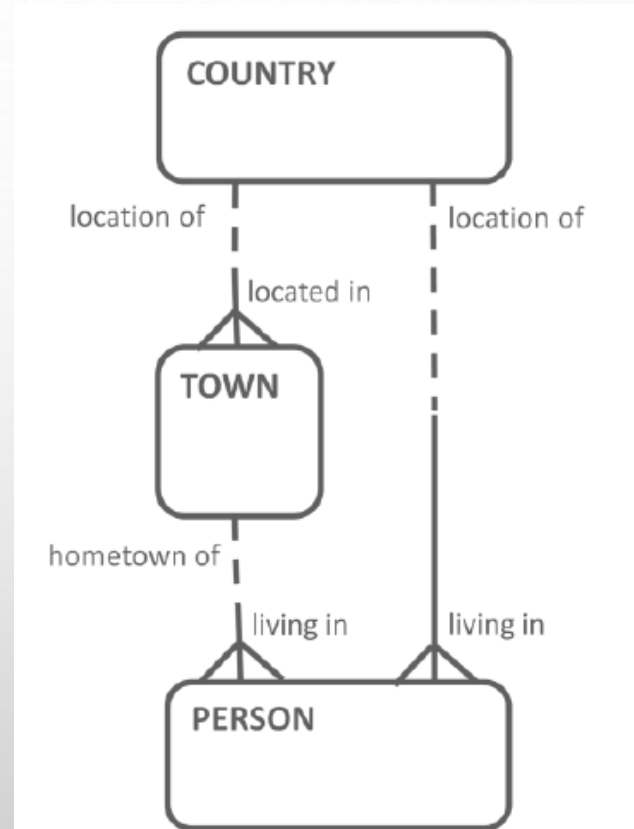 COUNTRY
location of
location of
located in
TOWN
hometown of
living in
living in
PERSON